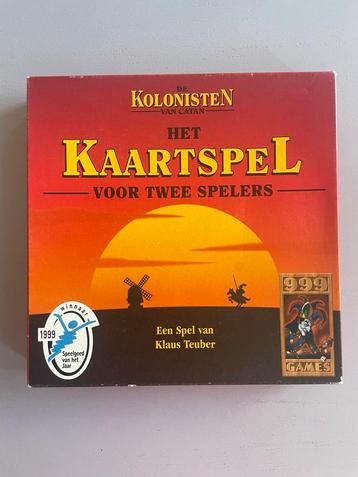 DE
KOLONISTEN
VAN CATAN
HET
KAARTSPEL
VOOR TWEE SPELERS
Een Spel van
Klaus Teuber
winnaar
1999
Speelgoed
van het
Jaar
999
GAMES